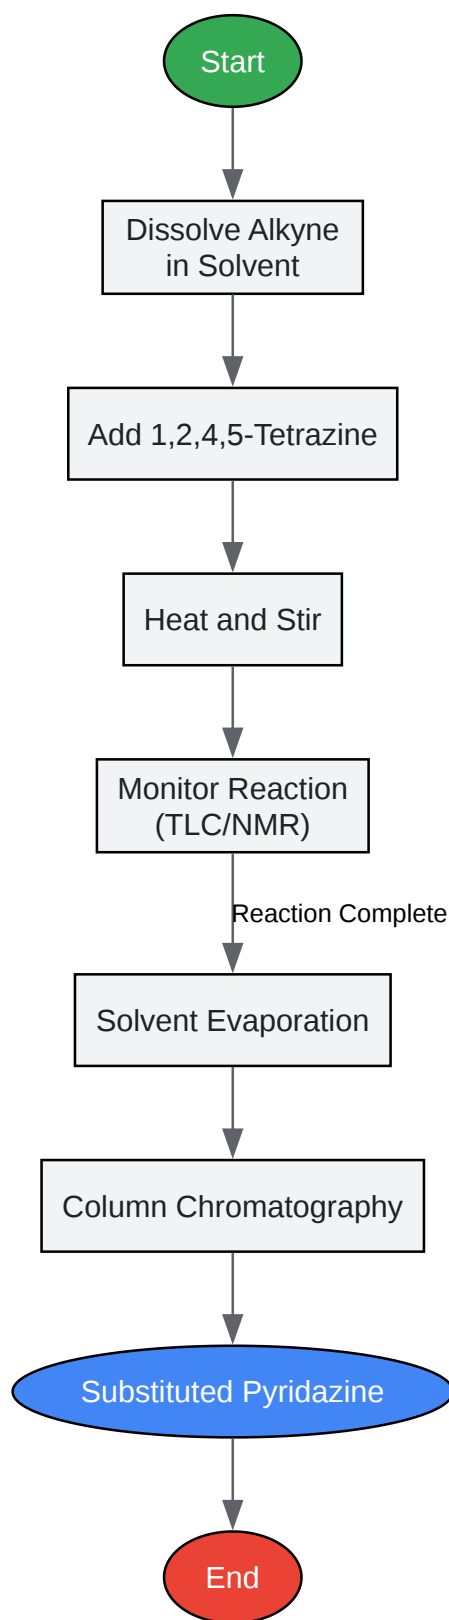 Start
Dissolve Alkyne
in Solvent
Add 1,2,4,5-Tetrazine
Heat and Stir
Monitor Reaction
(TLC/NMR)
Reaction Complete
Solvent Evaporation
Column Chromatography
Substituted Pyridazine
End